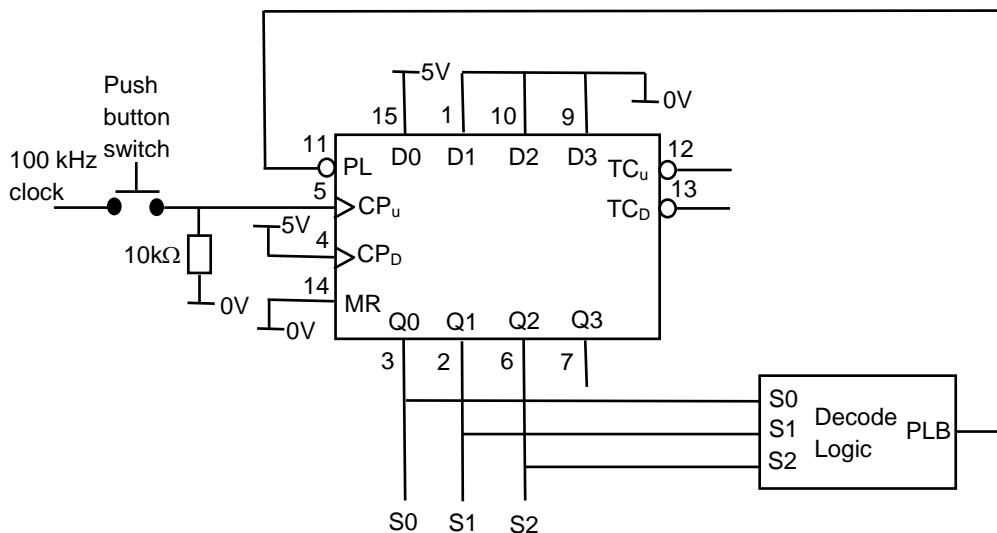 Push
button
switch
100 kHz
clock
10kΩ
0V
5V
0V
15
1
10
9
11
5
4
14
5V
0V
D0 D1 D2 D3
PL
CPu
CPD
MR
TCu
TCD
12
13
Q0 Q1 Q2 Q3
3
2
6
7
S0
S1
S2
Decode
Logic
PLB
S0 S1 S2